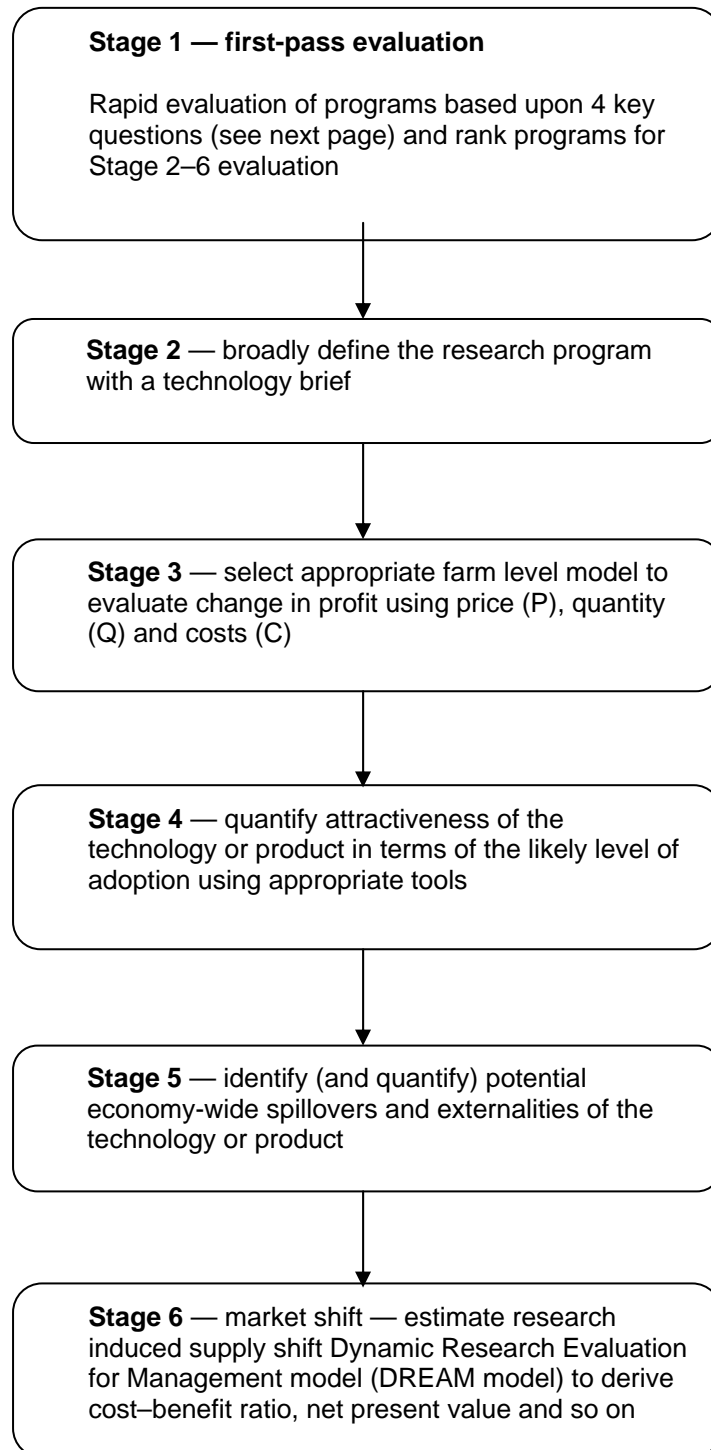 Stage 1 — first-pass evaluation
Rapid evaluation of programs based upon 4 key
questions (see next page) and rank programs for
Stage 2–6 evaluation
Stage 2 — broadly define the research program
with a technology brief
Stage 3 — select appropriate farm level model to
evaluate change in profit using price (P), quantity
(Q) and costs (C)
Stage 4 — quantify attractiveness of the
technology or product in terms of the likely level of
adoption using appropriate tools
Stage 5 — identify (and quantify) potential
economy-wide spillovers and externalities of the
technology or product
Stage 6 — market shift — estimate research
induced supply shift Dynamic Research Evaluation
for Management model (DREAM model) to derive
cost–benefit ratio, net present value and so on